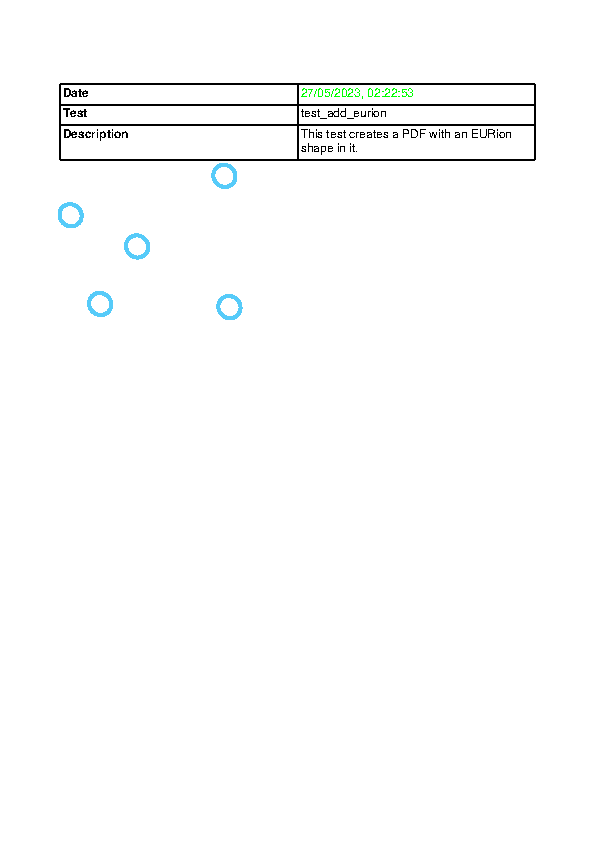 Date 27/05/2023, 02:22:53
Test test_add_eurion
Description This test creates a PDF with an EURion
shape in it.